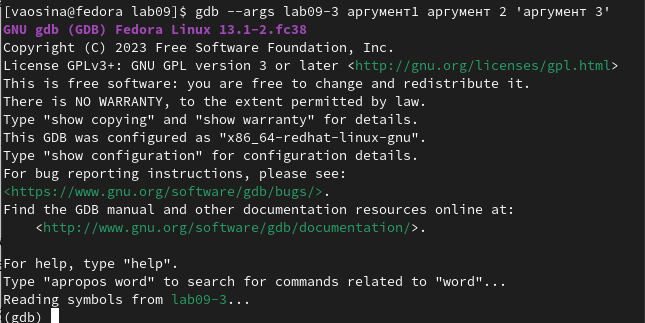 [vaosina@fedora lab09]$ gdb --args lab09-3 аргумент1 аргумент 2 'аргумент 3'
GNU gdb (GDB) Fedora Linux 13.1-2.fc38
Copyright (C) 2023 Free Software Foundation, Inc.
License GPLv3+: GNU GPL version 3 or later <http://gnu.org/licenses/gpl.html>
This is free software: you are free to change and redistribute it.
There is NO WARRANTY, to the extent permitted by law.
Type "show copying" and "show warranty" for details.
This GDB was configured as "x86_64-redhat-linux-gnu".
Type "show configuration" for configuration details.
For bug reporting instructions, please see:
<https://www.gnu.org/software/gdb/bugs/>.
Find the GDB manual and other documentation resources online at:
    <http://www.gnu.org/software/gdb/documentation/>.

For help, type "help".
Type "apropos word" to search for commands related to "word"...
Reading symbols from lab09-3...
(gdb)